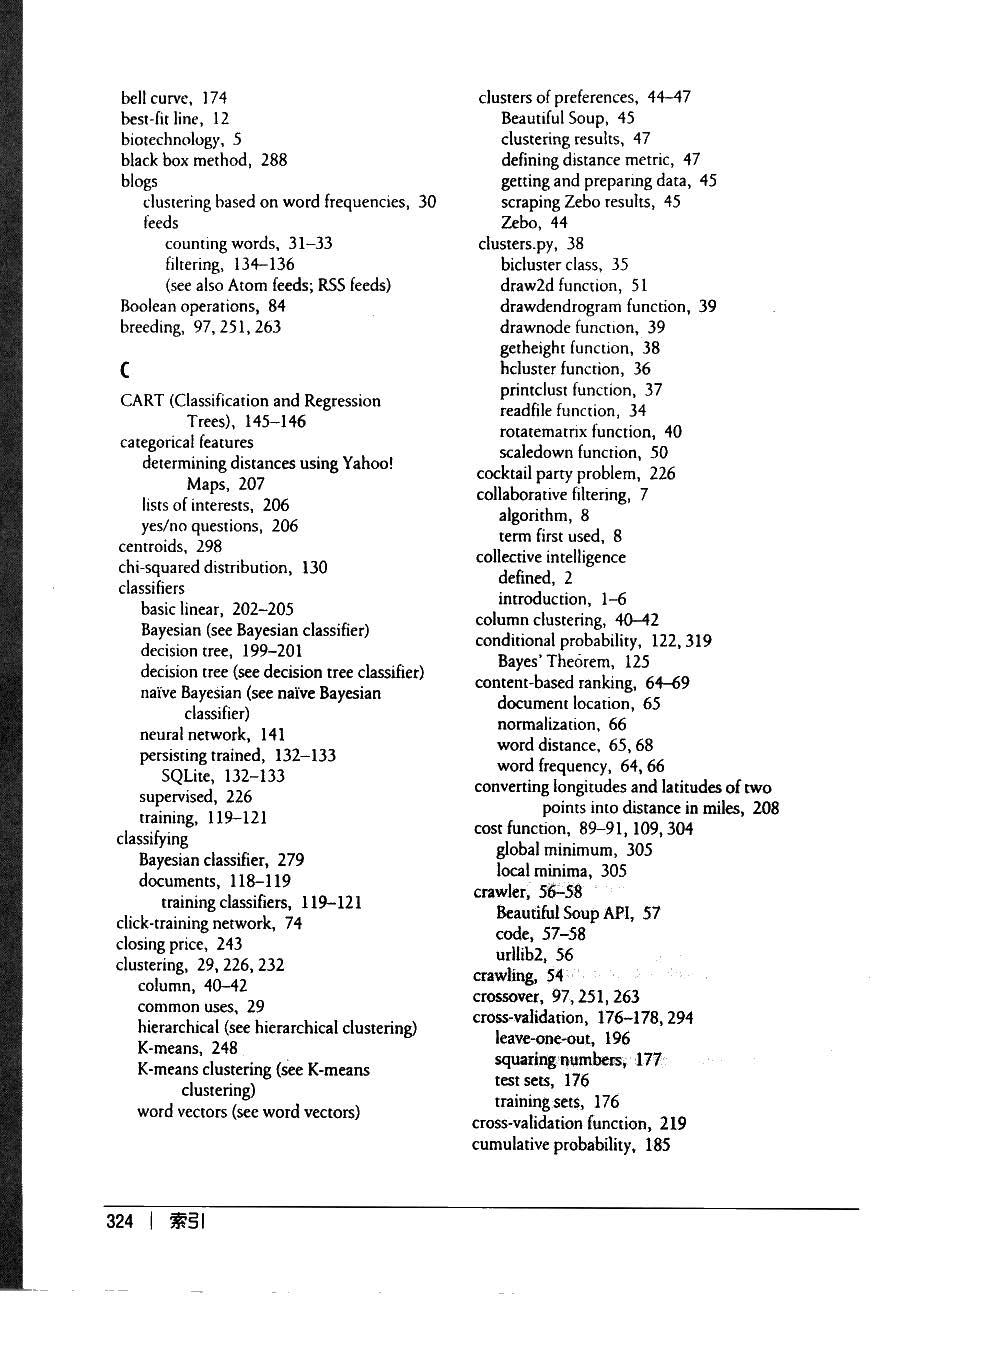 bell curve, 174
best-fit line, 12
biotechnology, 5
black box method, 288
blogs
clustering based on word frequencies, 30
feeds
counting words, 31–33
filtering, 134–136
(see also Atom feeds; RSS feeds)
Boolean operations, 84
breeding, 97, 251, 263
C
CART (Classification and Regression
Trees), 145–146
categorical features
determining distances using Yahoo!
Maps, 207
lists of interests, 206
yes/no questions, 206
centroids, 298
chi-squared distribution, 130
classifiers
basic linear, 202–205
Bayesian (see Bayesian classifier)
decision tree, 199–201
decision tree (see decision tree classifier)
naïve Bayesian (see naïve Bayesian
classifier)
neural network, 141
persisting trained, 132–133
SQLite, 132–133
supervised, 226
training, 119–121
classifying
Bayesian classifier, 279
documents, 118–119
training classifiers, 119–121
click-training network, 74
closing price, 243
clustering, 29, 226, 232
column, 40–42
common uses, 29
hierarchical (see hierarchical clustering)
K-means, 248
K-means clustering (see K-means
clustering)
word vectors (see word vectors)
clusters of preferences, 44–47
Beautiful Soup, 45
clustering results, 47
defining distance metric, 47
getting and preparing data, 45
scraping Zebo results, 45
Zebo, 44
clusters.py, 38
bicluster class, 35
draw2d function, 51
drawdendrogram function, 39
drawnode function, 39
getheight function, 38
hcluster function, 36
printclust function, 37
readfile function, 34
rotatematrix function, 40
scaledown function, 50
cocktail party problem, 226
collaborative filtering, 7
algorithm, 8
term first used, 8
collective intelligence
defined, 2
introduction, 1–6
column clustering, 40–42
conditional probability, 122, 319
Bayes' Theorem, 125
content-based ranking, 64–69
document location, 65
normalization, 66
word distance, 65, 68
word frequency, 64, 66
converting longitudes and latitudes of two
points into distance in miles, 208
cost function, 89–91, 109, 304
global minimum, 305
local minima, 305
crawler, 56–58
Beautiful Soup API, 57
code, 57–58
urllib2, 56
crawling, 54
crossover, 97, 251, 263
cross-validation, 176–178, 294
leave-one-out, 196
squaring numbers, 177
test sets, 176
training sets, 176
cross-validation function, 219
cumulative probability, 185
324 | 索引